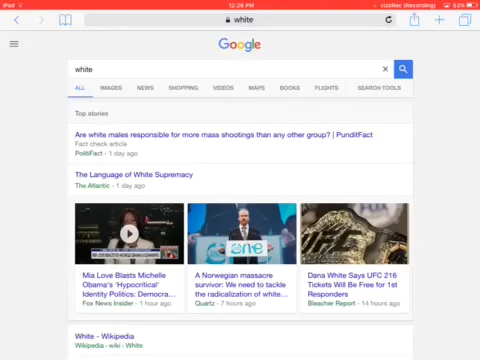 iPad
12:26 PM
vizoRec (Recording)
53%
white
Google
white
ALL IMAGES NEWS SHOPPING VIDEOS MAPS BOOKS FLIGHTS SEARCH TOOLS
Top stories
Are white males responsible for more mass shootings than any other group? | PunditFact
Fact check article
PolitiFact - 1 day ago
The Language of White Supremacy
The Atlantic - 1 day ago
one
Mia Love Blasts Michelle
Obama's 'Hypocritical'
Identity Politics: Democra...
Fox News Insider - 1 hour ago
A Norwegian massacre
survivor: We need to tackle
the radicalization of white...
Quartz - 7 hours ago
Dana White Says UFC 216
Tickets Will Be Free for 1st
Responders
Bleacher Report - 14 hours ago
White - Wikipedia
Wikipedia › wiki › White